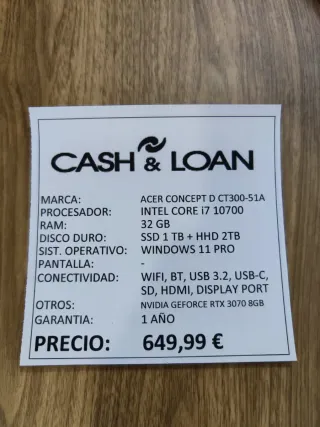 CASH & LOAN
MARCA: ACER CONCEPT D CT300-51A
PROCESADOR: INTEL CORE i7 10700
RAM: 32 GB
DISCO DURO: SSD 1 TB + HHD 2TB
SIST. OPERATIVO: WINDOWS 11 PRO
PANTALLA: -
CONECTIVIDAD: WIFI, BT, USB 3.2, USB-C,
SD, HDMI, DISPLAY PORT
OTROS: NVIDIA GEFORCE RTX 3070 8GB
GARANTIA: 1 AÑO
PRECIO: 649,99 €